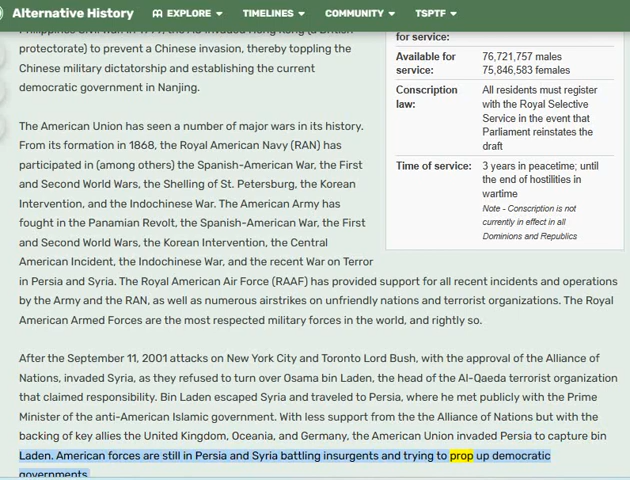 Alternative History
EXPLORE
TIMELINES
COMMUNITY
TSPTF
protectorate) to prevent a Chinese invasion, thereby toppling the
Chinese military dictatorship and establishing the current
democratic government in Nanjing.
The American Union has seen a number of major wars in its history.
From its formation in 1868, the Royal American Navy (RAN) has
participated in (among others) the Spanish-American War, the First
and Second World Wars, the Shelling of St. Petersburg, the Korean
Intervention, and the Indochinese War. The American Army has
fought in the Panamian Revolt, the Spanish-American War, the First
and Second World Wars, the Korean Intervention, the Central
American Incident, the Indochinese War, and the recent War on Terror
in Persia and Syria. The Royal American Air Force (RAAF) has provided support for all recent incidents and operations
by the Army and the RAN, as well as numerous airstrikes on unfriendly nations and terrorist organizations. The Royal
American Armed Forces are the most respected military forces in the world, and rightly so.
After the September 11, 2001 attacks on New York City and Toronto Lord Bush, with the approval of the Alliance of
Nations, invaded Syria, as they refused to turn over Osama bin Laden, the head of the Al-Qaeda terrorist organization
that claimed responsibility. Bin Laden escaped Syria and traveled to Persia, where he met publicly with the Prime
Minister of the anti-American Islamic government. With less support from the the Alliance of Nations but with the
backing of key allies the United Kingdom, Oceania, and Germany, the American Union invaded Persia to capture bin
Laden. American forces are still in Persia and Syria battling insurgents and trying to prop up democratic
governments.
for service:
Available for
service:
76,721,757 males
75,846,583 females
Conscription
law:
All residents must register
with the Royal Selective
Service in the event that
Parliament reinstates the
draft
Time of service:
3 years in peacetime; until
the end of hostilities in
wartime
Note - Conscription is not
currently in effect in all
Dominions and Republics